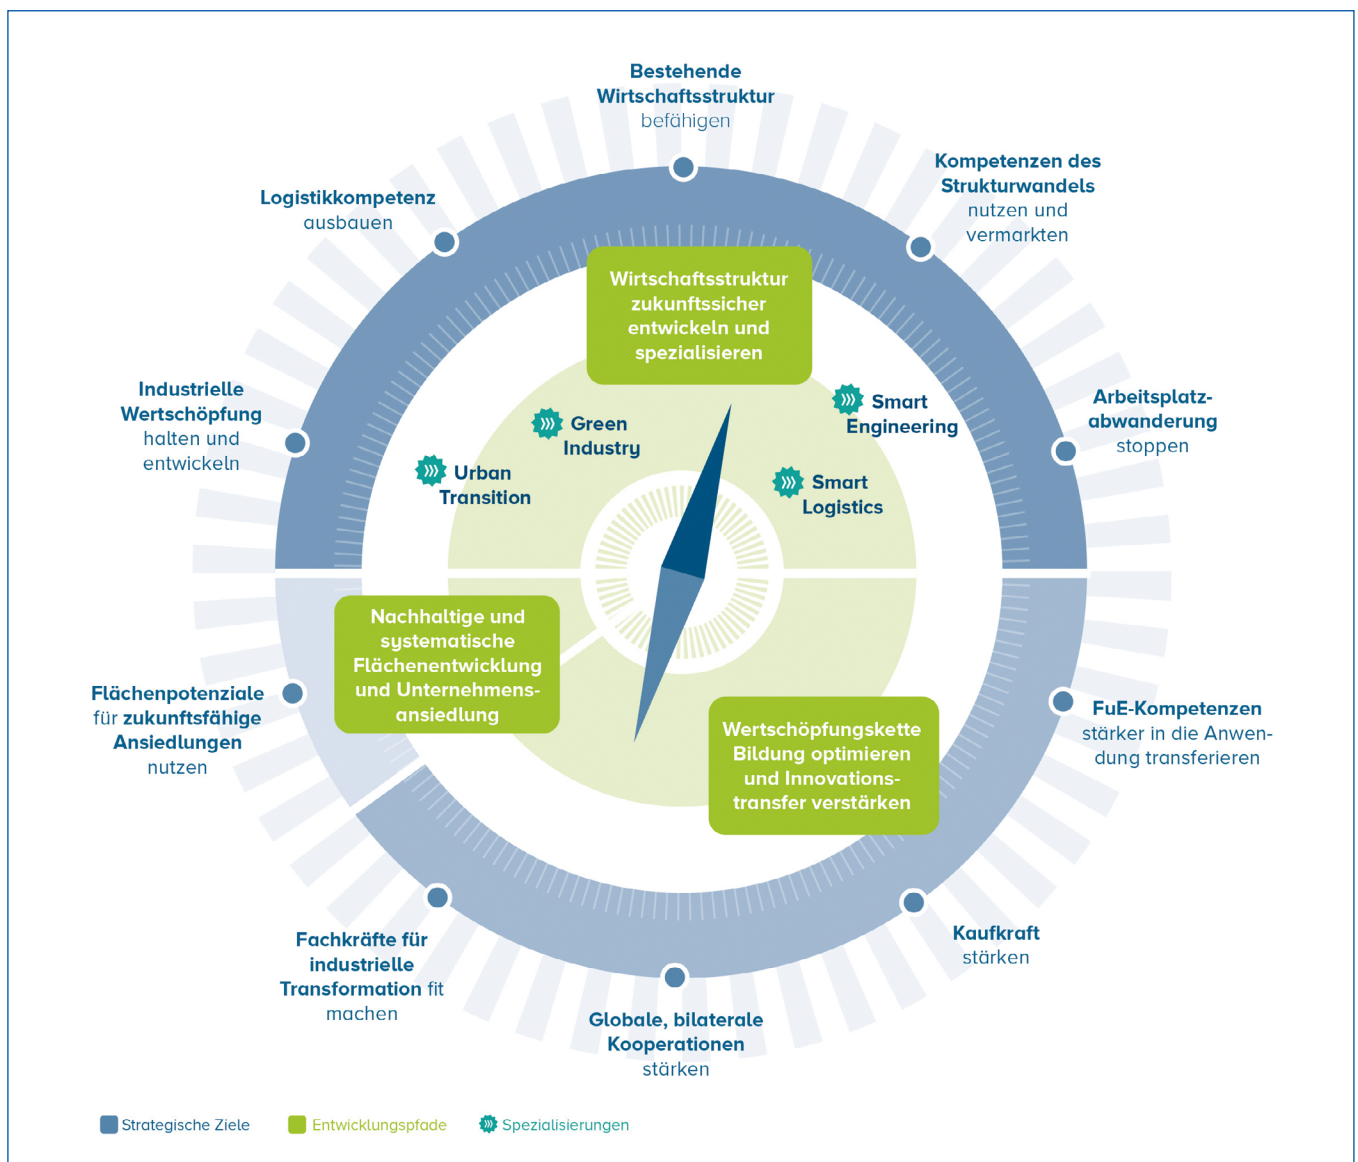 Bestehende
Wirtschaftsstruktur
befähigen
Kompetenzen des
Strukturwandels
nutzen und
vermarkten
Logistikkompetenz
ausbauen
Wirtschaftsstruktur
zukunftssicher
entwickeln und
spezialisieren
Industrielle
Wertschöpfung
halten und
entwickeln
Arbeitsplatz-
abwanderung
stoppen
Green
Industry
Smart
Engineering
Urban
Transition
Smart
Logistics
Nachhaltige und
systematische
Flächenentwicklung
und Unternehmens-
ansiedlung
Flächenpotenziale
für zukunftsfähige
Ansiedlungen
nutzen
Wertschöpfungskette
Bildung optimieren
und Innovations-
transfer verstärken
FuE-Kompetenzen
stärker in die Anwen-
dung transferieren
Fachkräfte für
industrielle
Transformation fit
machen
Kaufkraft
stärken
Globale, bilaterale
Kooperationen
stärken
Strategische Ziele
Entwicklungspfade
Spezialisierungen